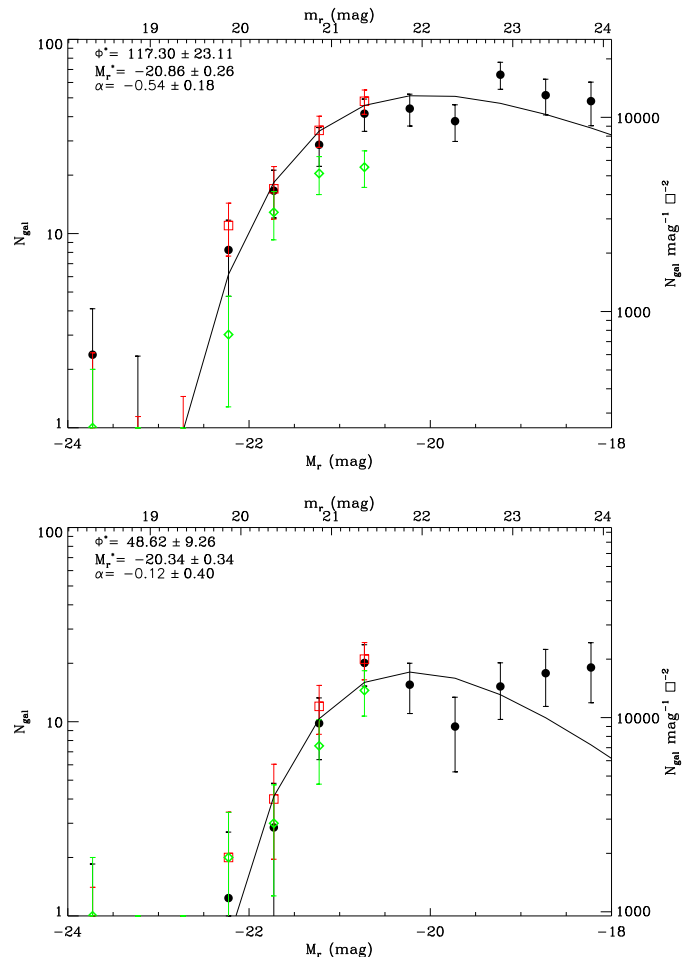 m_r (mag)
19 20 21 22 23 24
Φ*= 117.30 ± 23.11
M_r*= −20.86 ± 0.26
α= −0.54 ± 0.18
100
10
1
N_gal
10000
1000
N_gal mag⁻¹ □⁻²
−24 −22 −20 −18
M_r (mag)
m_r (mag)
19 20 21 22 23 24
Φ*= 48.62 ± 9.26
M_r*= −20.34 ± 0.34
α= −0.12 ± 0.40
100
10
1
N_gal
10000
1000
N_gal mag⁻¹ □⁻²
−24 −22 −20 −18
M_r (mag)